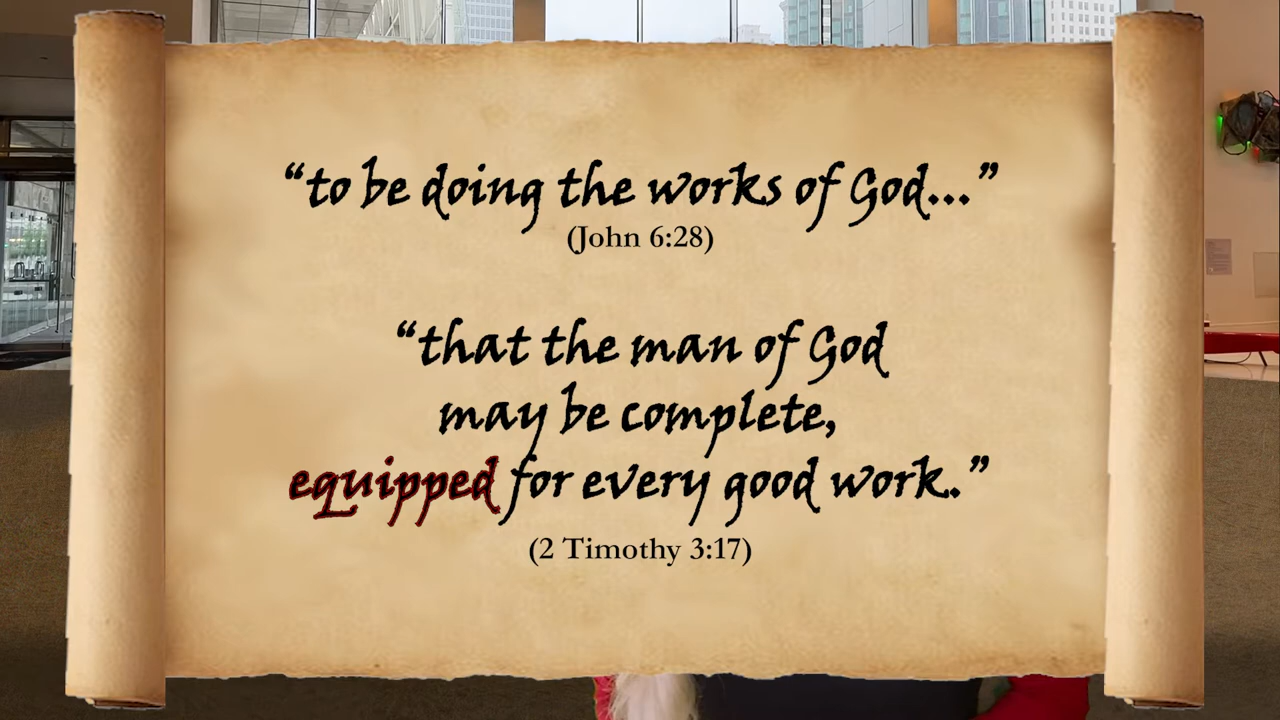 “to be doing the works of God...”
(John 6:28)
“that the man of God
may be complete,
equipped for every good work..”
(2 Timothy 3:17)